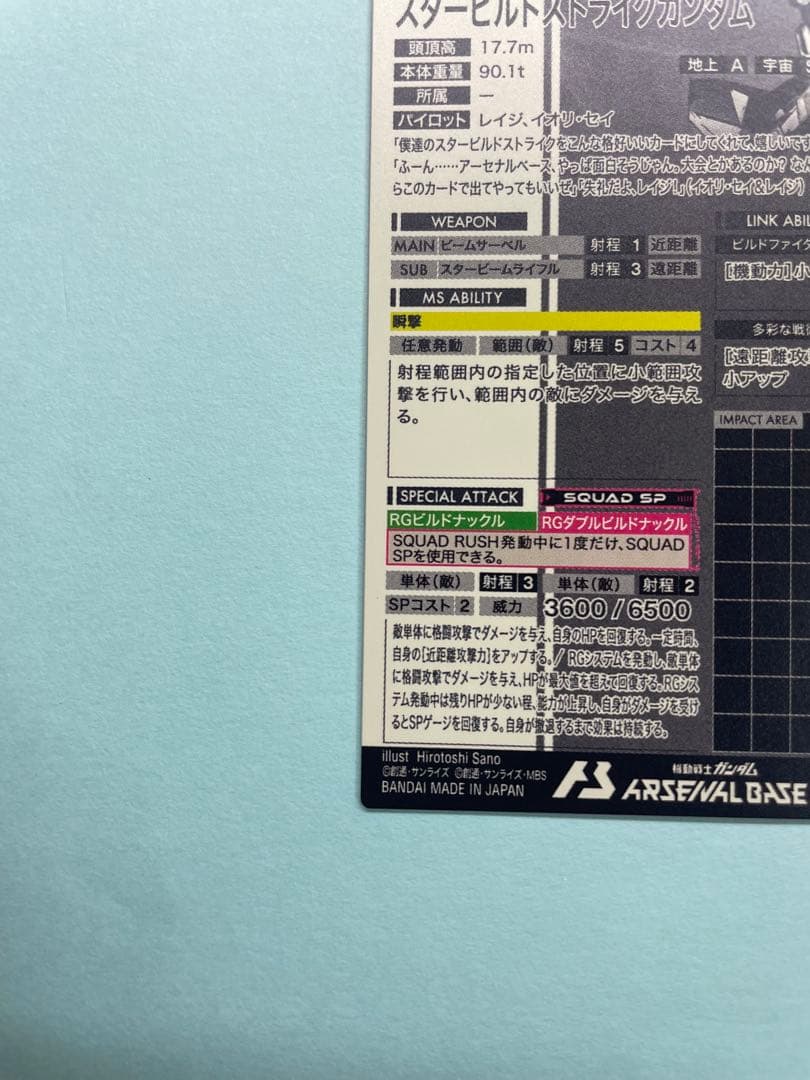 スタービルドストライクガンダム
頭頂高 17.7m
本体重量 90.1t
所属 ー
パイロット レイジ、イオリ・セイ
地上 A 宇宙
「僕達のスタービルドストライクをこんな格好いいカードにしてくれて、嬉しいです
「ふーん……アーセナルベース、やっぱ面白そうじゃん。大会とかあるのか? なん
らこのカードで出てやってもいいぜ」「失礼だよ、レイジ!」(イオリ・セイ&レイジ)
WEAPON
MAIN ビームサーベル 射程 1 近距離
SUB スタービームライフル 射程 3 遠距離
LINK ABIL
ビルドファイタ
[機動力]小
多彩な戦
[遠距離攻
小アップ
MS ABILITY
瞬撃
任意発動 範囲(敵) 射程 5 コスト 4
射程範囲内の指定した位置に小範囲攻
撃を行い、範囲内の敵にダメージを与え
る。
IMPACT AREA
SPECIAL ATTACK SQUAD SP
RGビルドナックル RGダブルビルドナックル
SQUAD RUSH発動中に1度だけ、SQUAD
SPを使用できる。
単体(敵) 射程 3 単体(敵) 射程 2
SPコスト 2 威力 3600/6500
敵単体に格闘攻撃でダメージを与え、自身のHPを回復する。一定時間、
自身の[近距離攻撃力]をアップする。/ RGシステムを発動し、敵単体
に格闘攻撃でダメージを与え、HPが最大値を超えて回復する。RGシス
テム発動中は残りHPが少ない程、能力が上昇し、自身がダメージを受け
るとSPゲージを回復する。自身が撤退するまで効果は持続する。
illust Hirotoshi Sano
©創通・サンライズ ©創通・サンライズ・MBS
BANDAI MADE IN JAPAN
機動戦士ガンダム
ARSENAL BASE